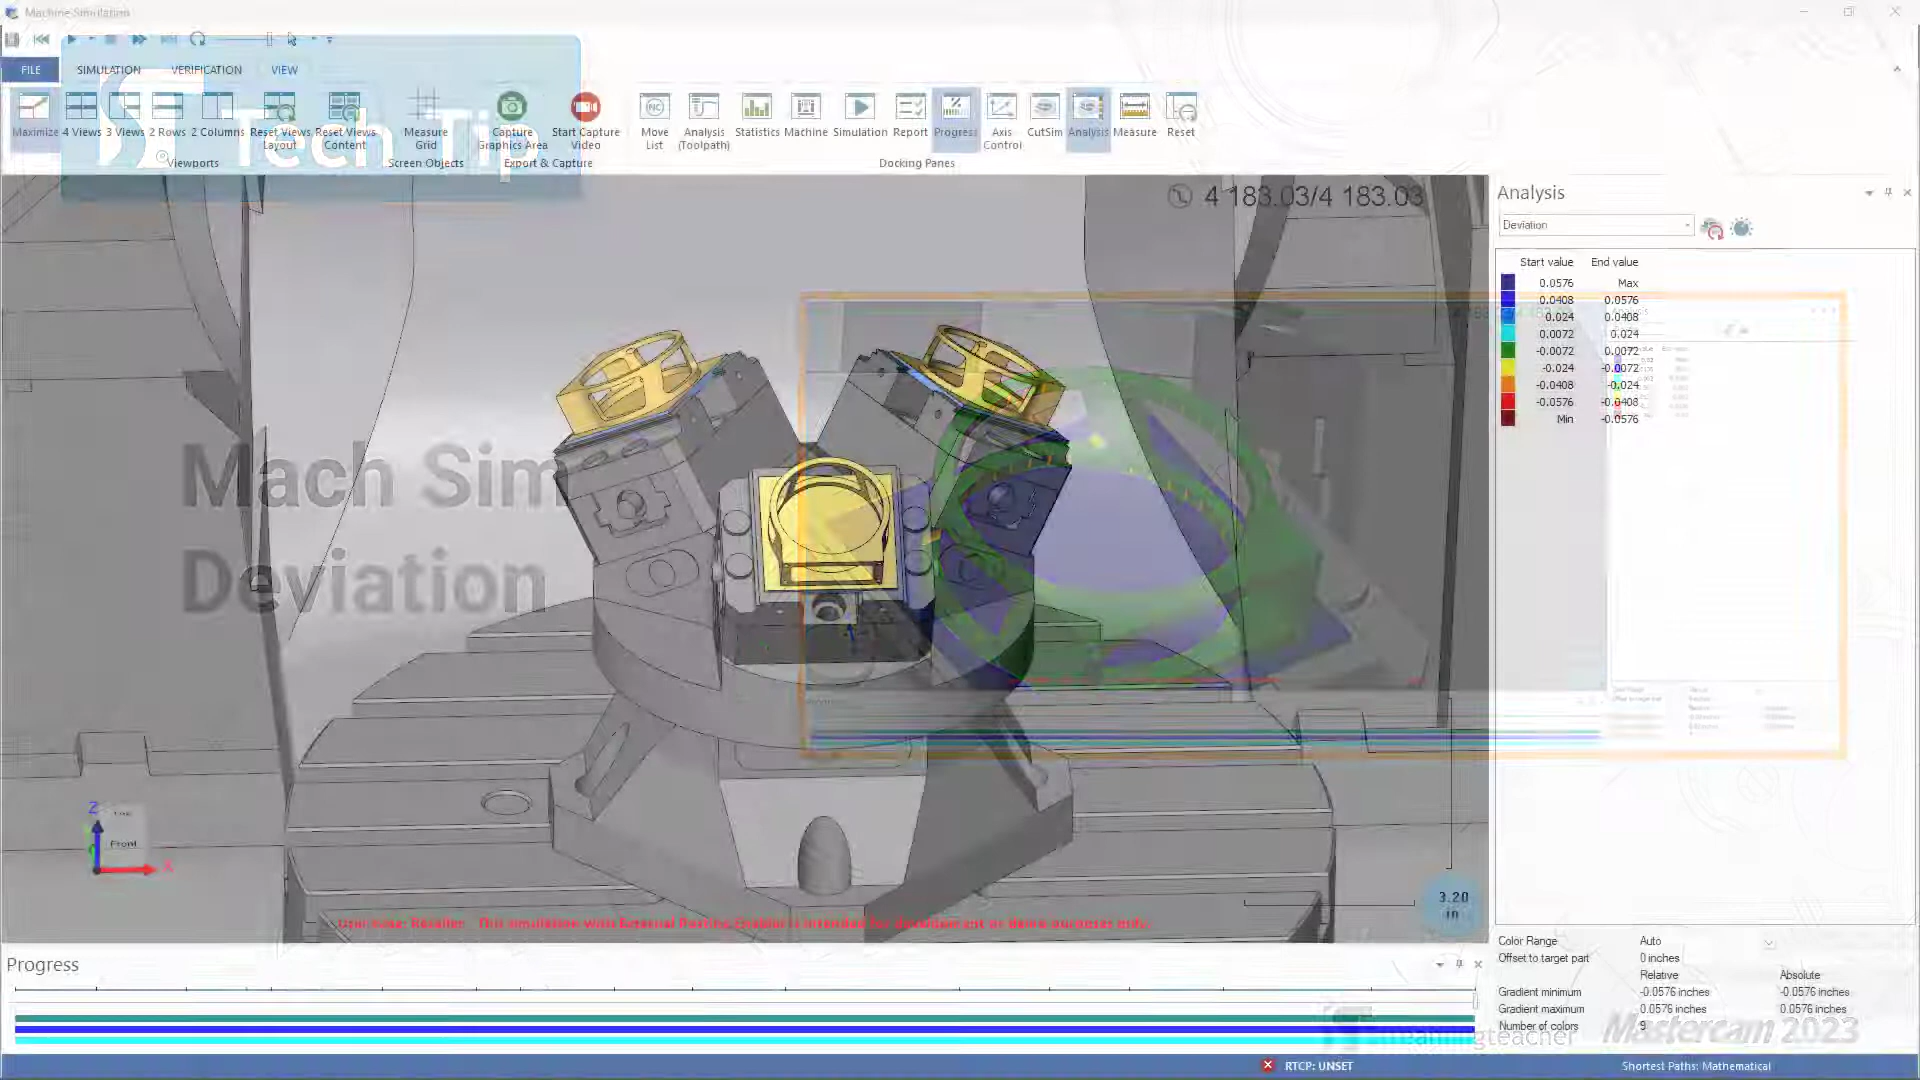 Machine Simulation
FILE SIMULATION VERIFICATION VIEW
Tech Tip
Maximize 4 Views 3 Views 2 Rows 2 Columns Reset Views Layout Reset Views Content Measure Grid Capture Graphics Area Start Capture Video Move List Analysis (Toolpath) Statistics Machine Simulation Report Progress Axis Control CutSim Analysis Measure Reset
Viewports Screen Objects Export & Capture Docking Panes
4 183.03/4 183.03
Analysis
Deviation
Start value End value
0.0576 Max
0.0408 0.0576
0.024 0.0408
0.0072 0.024
-0.0072 0.0072
-0.024 -0.0072
-0.0408 -0.024
-0.0576 -0.0408
Min -0.0576
Mach Sim
Deviation
Z
Top
Front
X
3.20
in
Color Range Auto
Offset to target part 0 inches
Relative Absolute
Gradient minimum -0.0576 inches -0.0576 inches
Gradient maximum 0.0576 inches 0.0576 inches
Number of colors 9
Progress
streamingteacher
Mastercam 2023
RTCP: UNSET
Shortest Paths: Mathematical